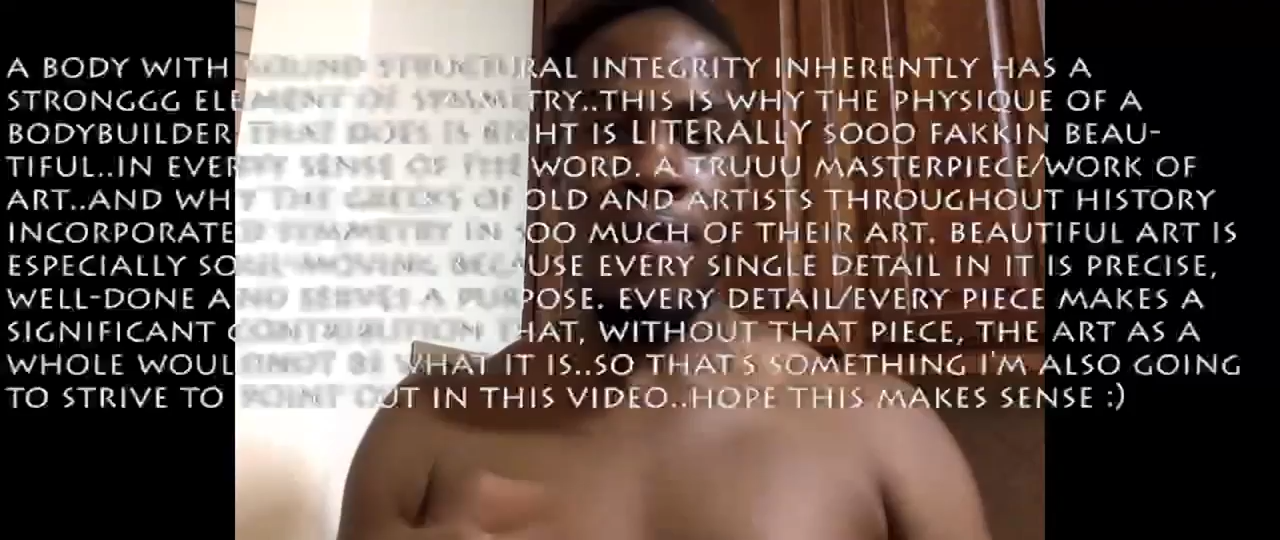 A BODY WITH SOUND STRUCTURAL INTEGRITY INHERENTLY HAS A
STRONGGG ELEMENT OF SYMMETRY..THIS IS WHY THE PHYSIQUE OF A
BODYBUILDER THAT DOES IS RIGHT IS LITERALLY SOOO FAKKIN BEAU-
TIFUL..IN EVERY SENSE OF THE WORD. A TRUUU MASTERPIECE/WORK OF
ART..AND WHY THE GREEKS OF OLD AND ARTISTS THROUGHOUT HISTORY
INCORPORATED SYMMETRY IN SOO MUCH OF THEIR ART. BEAUTIFUL ART IS
ESPECIALLY SOUL-MOVING BECAUSE EVERY SINGLE DETAIL IN IT IS PRECISE,
WELL-DONE AND SERVES A PURPOSE. EVERY DETAIL/EVERY PIECE MAKES A
SIGNIFICANT CONTRIBUTION THAT, WITHOUT THAT PIECE, THE ART AS A
WHOLE WOULDNOT BE WHAT IT IS..SO THAT'S SOMETHING I'M ALSO GOING
TO STRIVE TO POINT OUT IN THIS VIDEO..HOPE THIS MAKES SENSE :)